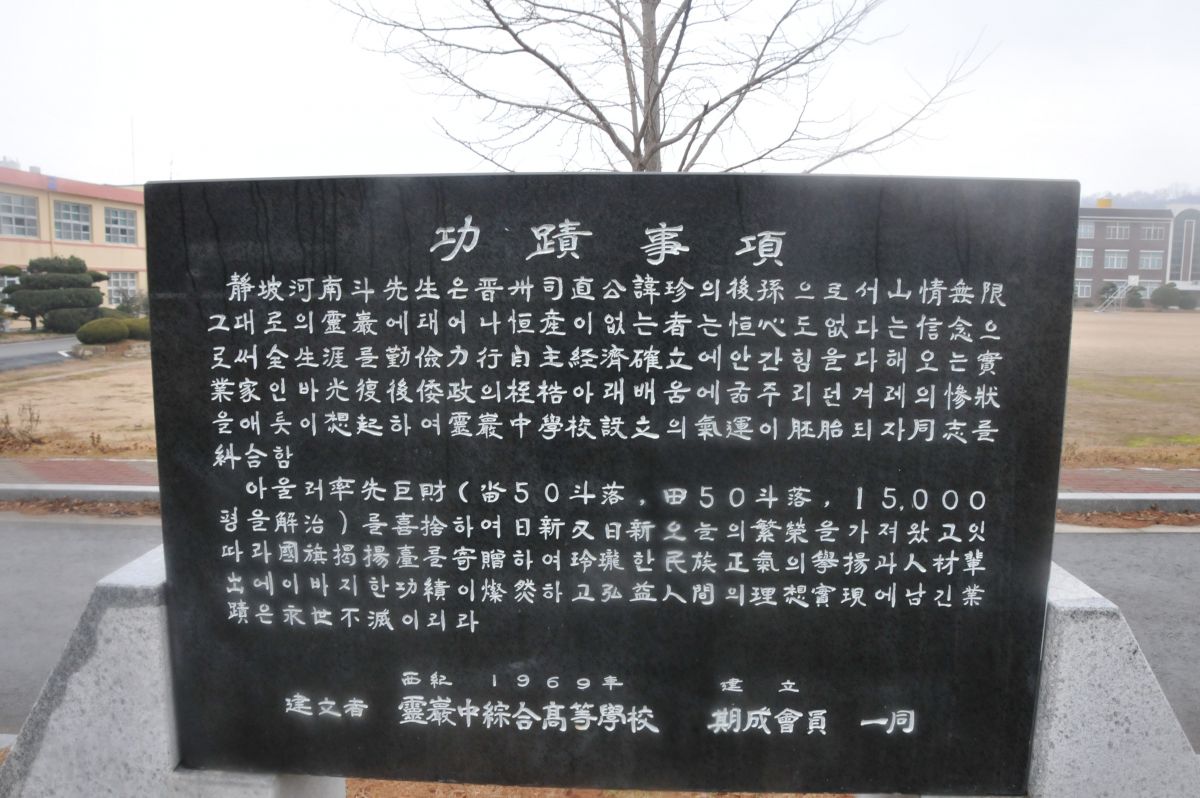 功蹟事項
靜坡河南斗先生은晋州司直公諱珍의後孫으로서山情無限
그대로의靈巖에태어나恒産이없는者는恒心도없다는信念으
로써全生涯를勤儉力行自主経濟確立에안간힘을다해오는實
業家인바光復後倭政의桎梏아래배움에굶주리던겨레의慘狀
을애틋이想起하여靈巖中學校設立의氣運이胚胎되자同志를
糾合함
아울러率先巨財(畓50斗落, 田50斗落, 15,000
평을解治)를喜捨하여日新又日新오늘의繁榮을가져왔고잇
따라國旗揭揚臺를寄贈하여玲瓏한民族正氣의擧揚과人材輩
出에이바지한功績이燦然하고弘益人間의理想實現에남긴業
蹟은永世不滅이리라
西紀 1969年 建立
建立者 靈巖中綜合高等學校 期成會員 一同